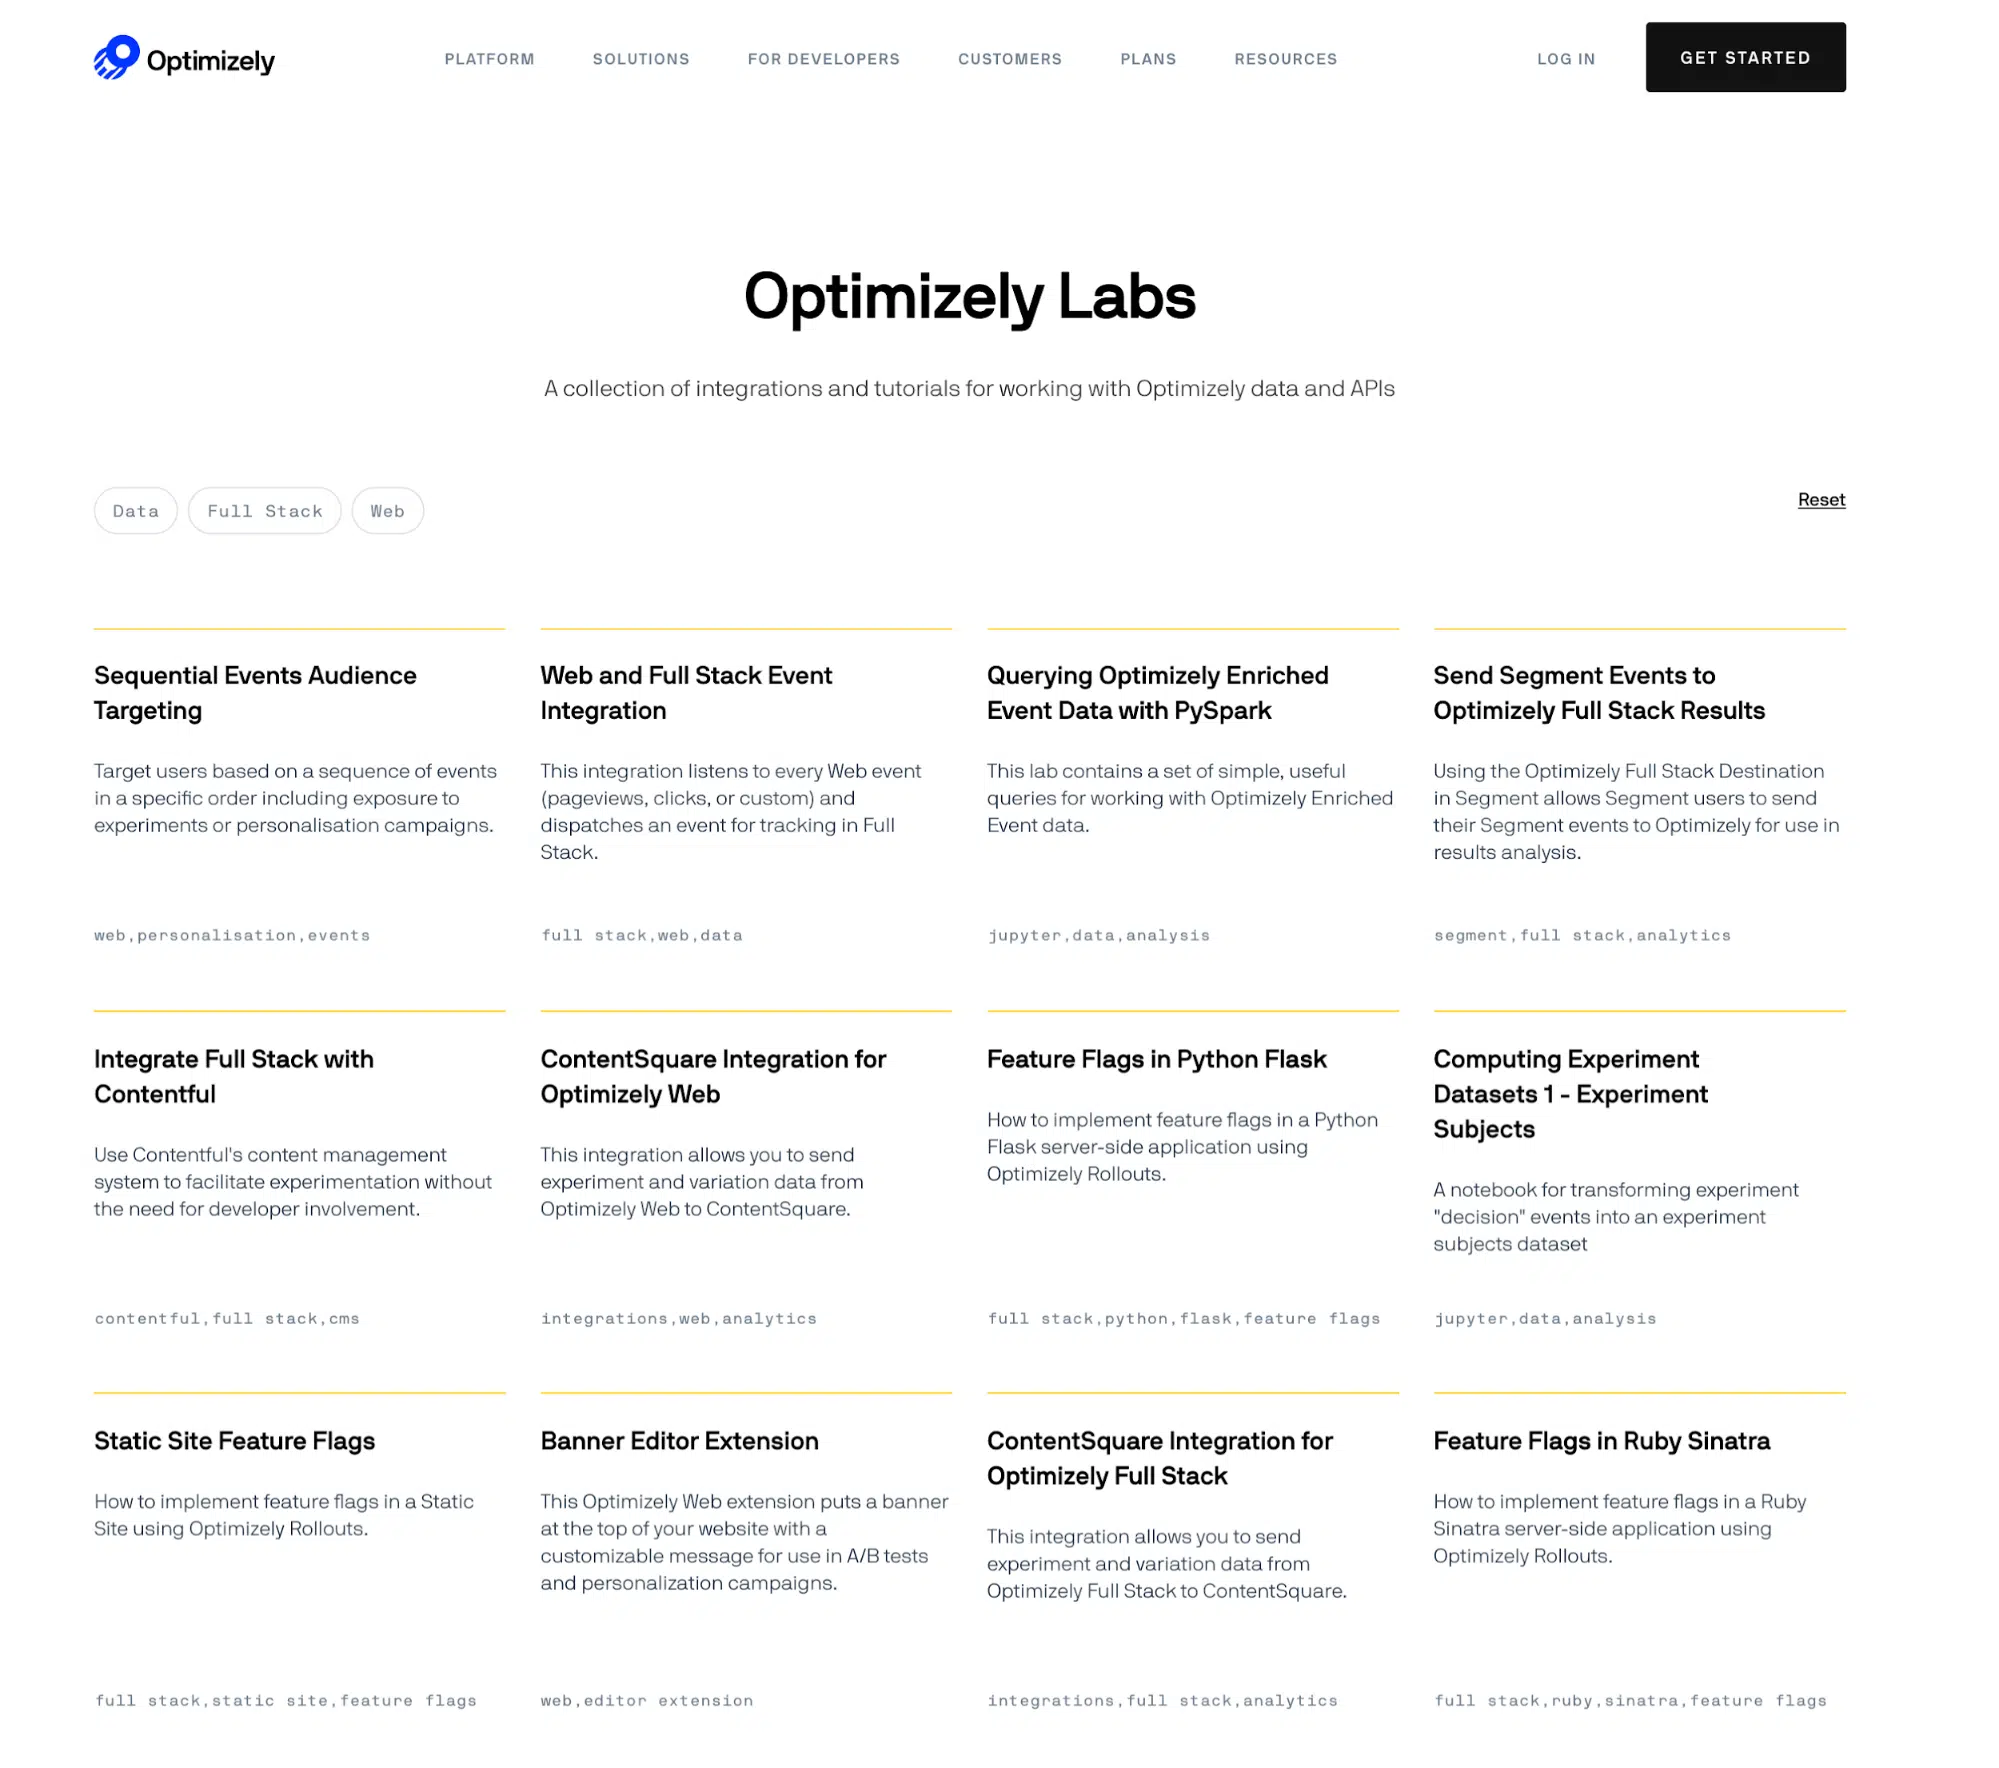 Optimizely
PLATFORM
SOLUTIONS
FOR DEVELOPERS
CUSTOMERS
PLANS
RESOURCES
LOG IN
GET STARTED
Optimizely Labs
A collection of integrations and tutorials for working with Optimizely data and APIs
Data
Full Stack
Web
Reset
Sequential Events Audience
Targeting
Target users based on a sequence of events
in a specific order including exposure to
experiments or personalisation campaigns.
web,personalisation,events
Web and Full Stack Event
Integration
This integration listens to every Web event
(pageviews, clicks, or custom) and
dispatches an event for tracking in Full
Stack.
full stack,web,data
Querying Optimizely Enriched
Event Data with PySpark
This lab contains a set of simple, useful
queries for working with Optimizely Enriched
Event data.
jupyter,data,analysis
Send Segment Events to
Optimizely Full Stack Results
Using the Optimizely Full Stack Destination
in Segment allows Segment users to send
their Segment events to Optimizely for use in
results analysis.
segment,full stack,analytics
Integrate Full Stack with
Contentful
Use Contentful's content management
system to facilitate experimentation without
the need for developer involvement.
contentful,full stack,cms
ContentSquare Integration for
Optimizely Web
This integration allows you to send
experiment and variation data from
Optimizely Web to ContentSquare.
integrations,web,analytics
Feature Flags in Python Flask
How to implement feature flags in a Python
Flask server-side application using
Optimizely Rollouts.
full stack,python,flask,feature flags
Computing Experiment
Datasets 1 - Experiment
Subjects
A notebook for transforming experiment
"decision" events into an experiment
subjects dataset
jupyter,data,analysis
Static Site Feature Flags
How to implement feature flags in a Static
Site using Optimizely Rollouts.
full stack,static site,feature flags
Banner Editor Extension
This Optimizely Web extension puts a banner
at the top of your website with a
customizable message for use in A/B tests
and personalization campaigns.
web,editor extension
ContentSquare Integration for
Optimizely Full Stack
This integration allows you to send
experiment and variation data from
Optimizely Full Stack to ContentSquare.
integrations,full stack,analytics
Feature Flags in Ruby Sinatra
How to implement feature flags in a Ruby
Sinatra server-side application using
Optimizely Rollouts.
full stack,ruby,sinatra,feature flags